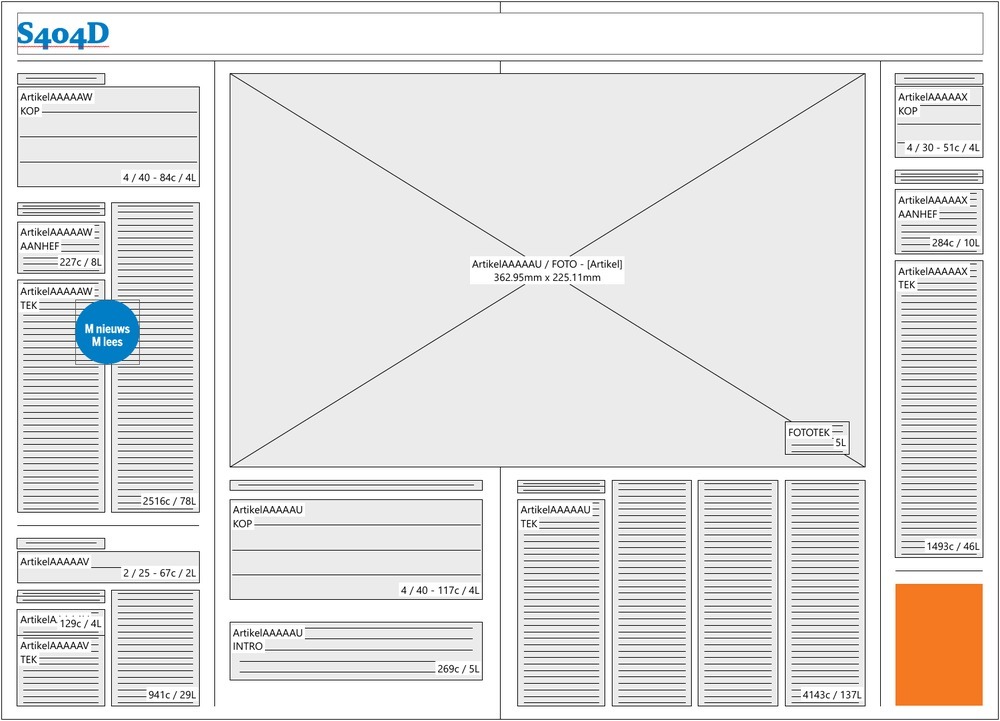 S404D
ArtikelAAAAAW
KOP
4 / 40 - 84c / 4L
ArtikelAAAAAW
AANHEF
227c / 8L
ArtikelAAAAAW
TEK
M nieuws
M lees
2516c / 78L
ArtikelAAAAAV
2 / 25 - 67c / 2L
ArtikelA
129c / 4L
ArtikelAAAAAV
TEK
941c / 29L
ArtikelAAAAAU / FOTO - [Artikel]
362.95mm x 225.11mm
FOTOTEK
5L
ArtikelAAAAAU
KOP
4 / 40 - 117c / 4L
ArtikelAAAAAU
INTRO
269c / 5L
ArtikelAAAAAU
TEK
4143c / 137L
ArtikelAAAAAX
KOP
4 / 30 - 51c / 4L
ArtikelAAAAAX
AANHEF
284c / 10L
ArtikelAAAAAX
TEK
1493c / 46L